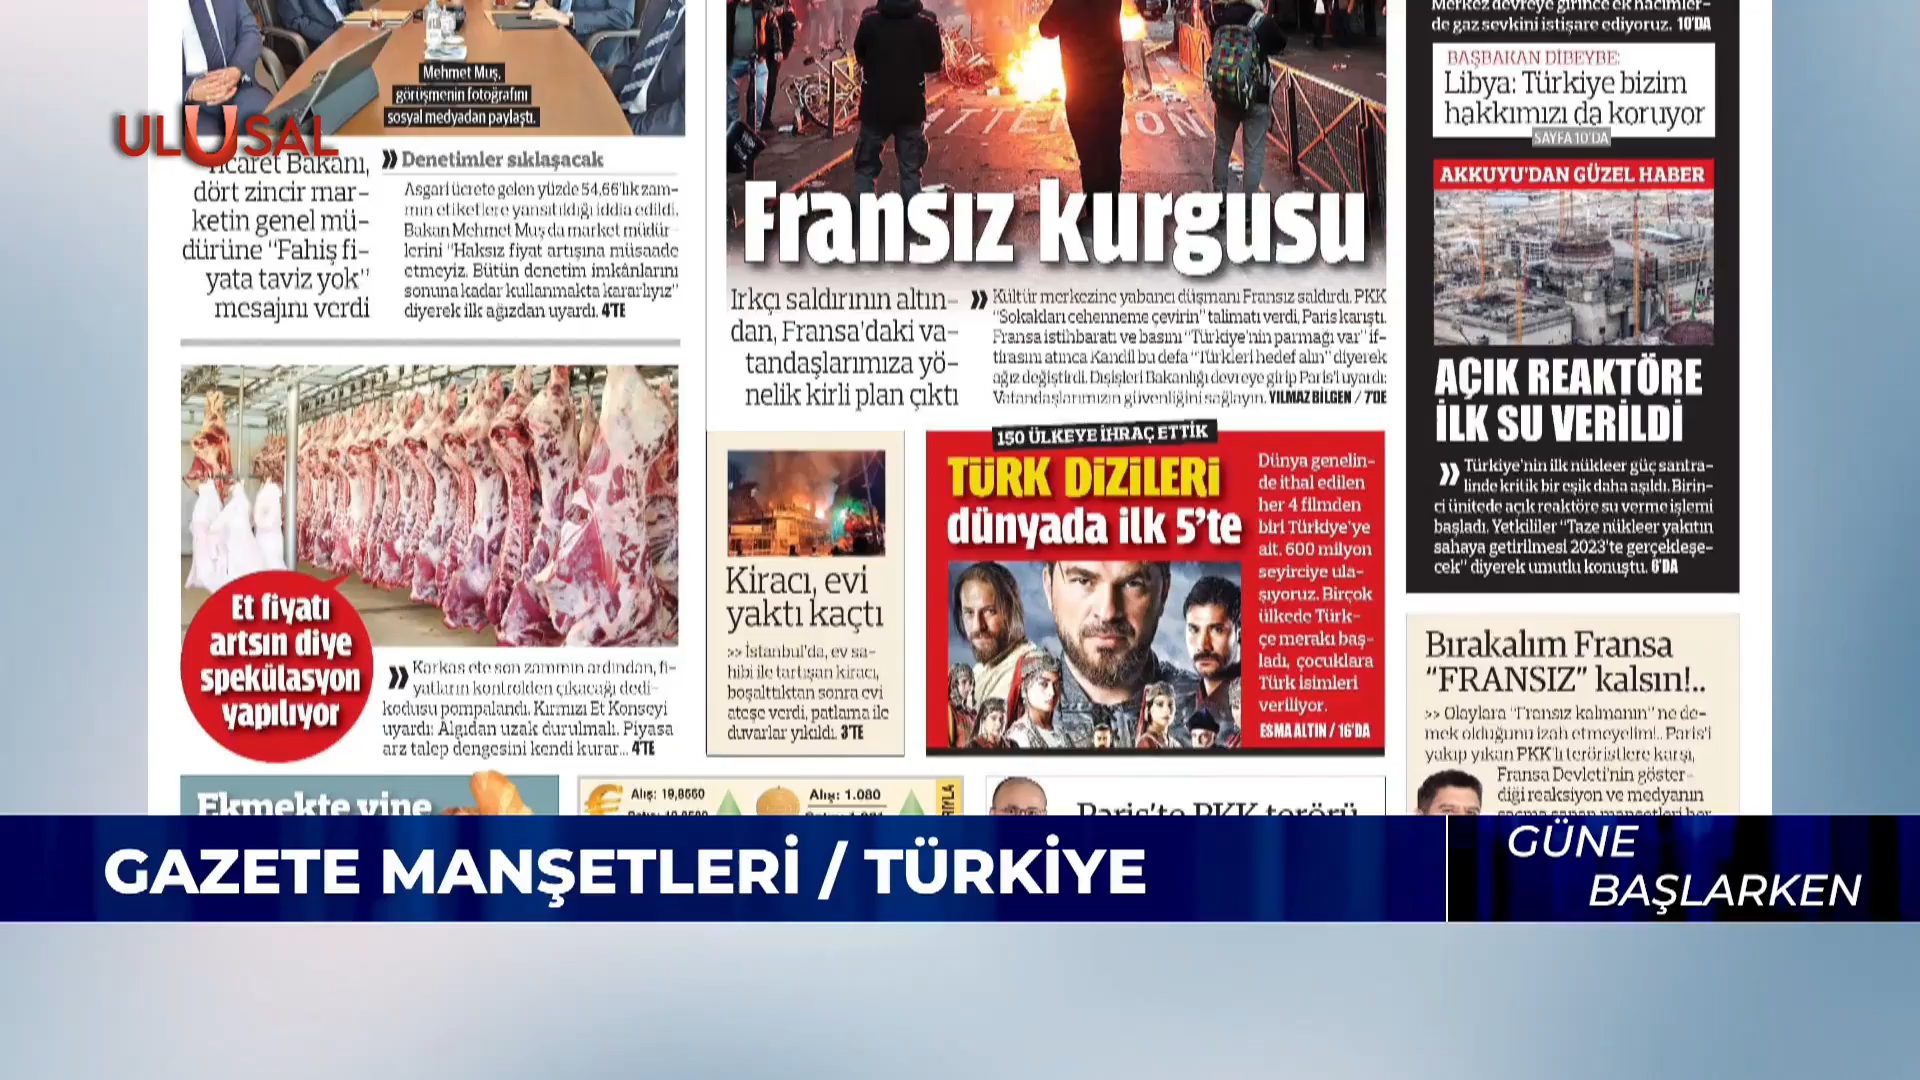 ULUSAL
Mehmet Muş,
görüşmenin fotoğrafını
sosyal medyadan paylaştı.
icaret Bakanı,
dört zincir mar-
ketin genel mü-
dürüne “Fahiş fi-
yata taviz yok”
mesajını verdi
Denetimler sıklaşacak
Asgari ücrete gelen yüzde 54,66'lık zam-
mın etiketlere yansıtıldığı iddia edildi.
Bakan Mehmet Muş da market müdür-
lerini “Haksız fiyat artışına müsaade
etmeyiz. Bütün denetim imkânlarını
sonuna kadar kullanmakta kararlıyız”
diyerek ilk ağızdan uyardı. 4'TE
Et fiyatı
artsın diye
spekülasyon
yapılıyor
Karkas ete son zammın ardından, fi-
yatların kontrolden çıkacağı dedi-
kodusu pompalandı. Kırmızı Et Konseyi
uyardı: Algıdan uzak durulmalı. Piyasa
arz talep dengesini kendi kurar... 4'TE
Fransız kurgusu
Irkçı saldırının altın-
dan, Fransa'daki va-
tandaşlarımıza yö-
nelik kirli plan çıktı
Kültür merkezine yabancı düşmanı Fransız saldırdı. PKK
“Sokakları cehenneme çevirin” talimatı verdi, Paris karıştı.
Fransa istihbaratı ve basını “Türkiye'nin parmağı var” if-
tirasını atınca Kandil bu defa “Türkleri hedef alın” diyerek
ağız değiştirdi. Dışişleri Bakanlığı devreye girip Paris'i uyardı:
Vatandaşlarımızın güvenliğini sağlayın. YILMAZ BİLGEN / 7'DE
Kiracı, evi
yaktı kaçtı
>> İstanbul'da, ev sa-
hibi ile tartışan kiracı,
boşalttıktan sonra evi
ateşe verdi, patlama ile
duvarlar yıkıldı. 3'TE
150 ÜLKEYE İHRAÇ ETTİK
TÜRK DİZİLERİ
dünyada ilk 5'te
Dünya genelin-
de ithal edilen
her 4 filmden
biri Türkiye'ye
ait. 600 milyon
seyirciye ula-
şıyoruz. Birçok
ülkede Türk-
çe merakı baş-
ladı, çocuklara
Türk isimleri
veriliyor.
ESMA ALTIN / 16'DA
Merkez devreye girince ek hacimler-
de gaz sevkini istişare ediyoruz. 10'DA
BAŞBAKAN DİBEYBE:
Libya: Türkiye bizim
hakkımızı da koruyor
SAYFA 10'DA
AKKUYU'DAN GÜZEL HABER
AÇIK REAKTÖRE
İLK SU VERİLDİ
Türkiye'nin ilk nükleer güç santra-
linde kritik bir eşik daha aşıldı. Birin-
ci ünitede açık reaktöre su verme işlemi
başladı. Yetkililer “Taze nükleer yakıtın
sahaya getirilmesi 2023'te gerçekleşe-
cek” diyerek umutlu konuştu. 6'DA
Bırakalım Fransa
“FRANSIZ” kalsın!..
>> Olaylara “Fransız kalmanın” ne de-
mek olduğunu izah etmeyelim!.. Paris'i
yakıp yıkan PKK'lı teröristlere karşı,
Fransa Devleti'nin göster-
diği reaksiyon ve medyanın
Ekmekte yine
Alış: 19,8660
Alış: 1.080
Paris'te PKK terörü
GAZETE MANŞETLERİ / TÜRKİYE
GÜNE
BAŞLARKEN